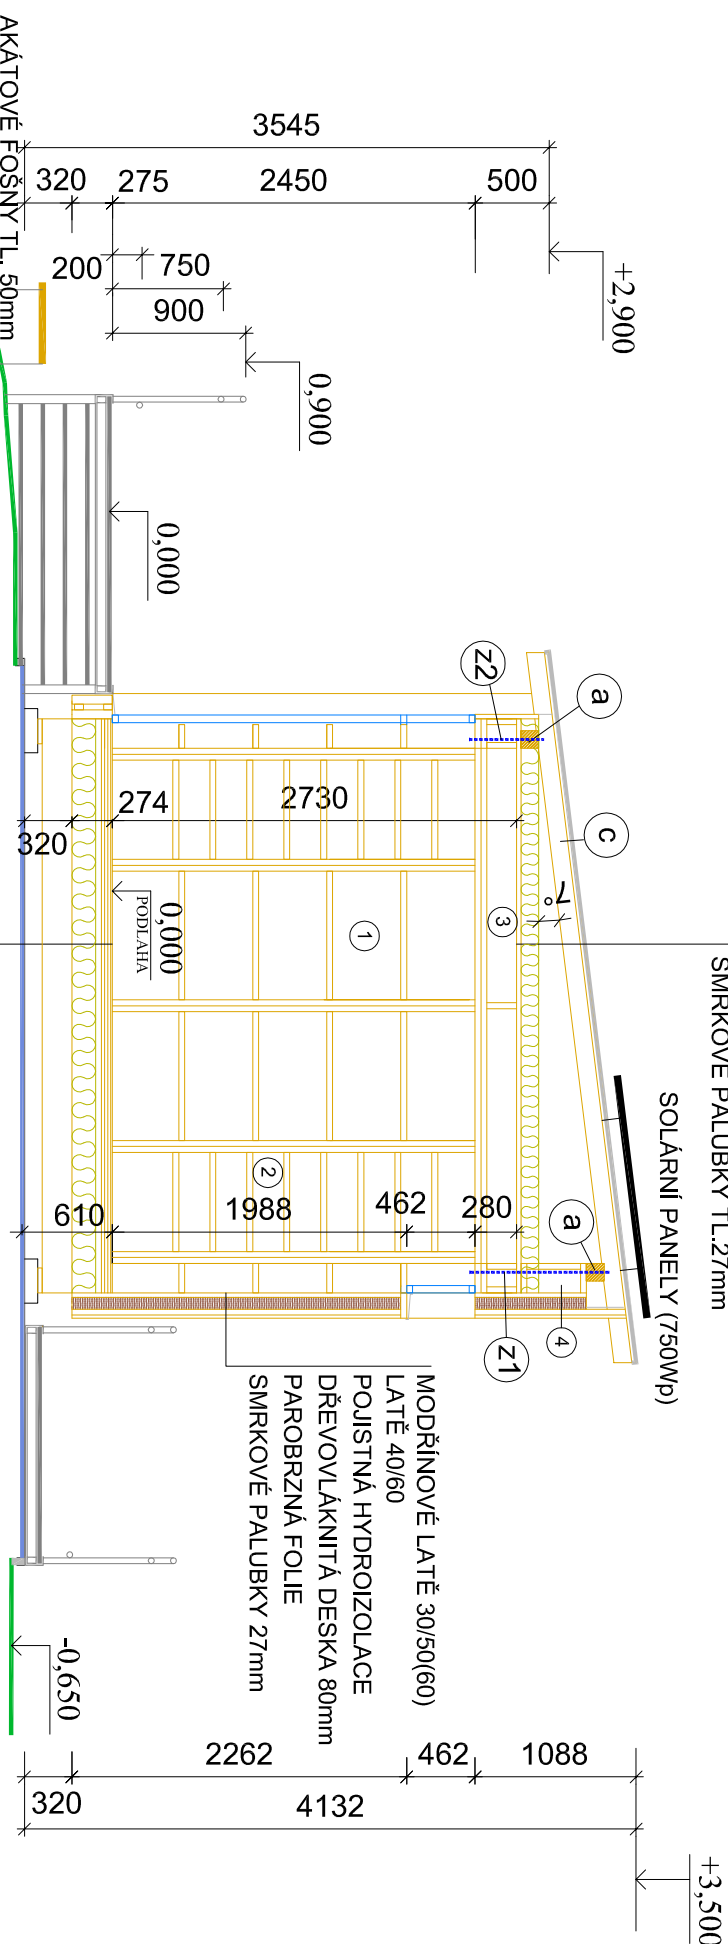 AKÁTOVÉ FOŠNY TL. 50mm
3545
320
275
2450
500
200
750
900
+2,900
0,900
0,000
z2
a
c
7°
320
274
2730
0,000
PODLAHA
1
3
SMRKOVÉ PALUBKY TL.27mm
SOLÁRNÍ PANELY (750Wp)
2
610
1988
462
280
a
z1
4
MODŘÍNOVÉ LATĚ 30/50(60)
LATĚ 40/60
POJISTNÁ HYDROIZOLACE
DŘEVOVLÁKNITÁ DESKA 80mm
PAROBRZNÁ FOLIE
SMRKOVÉ PALUBKY 27mm
-0,650
2262
462
1088
320
4132
+3,500